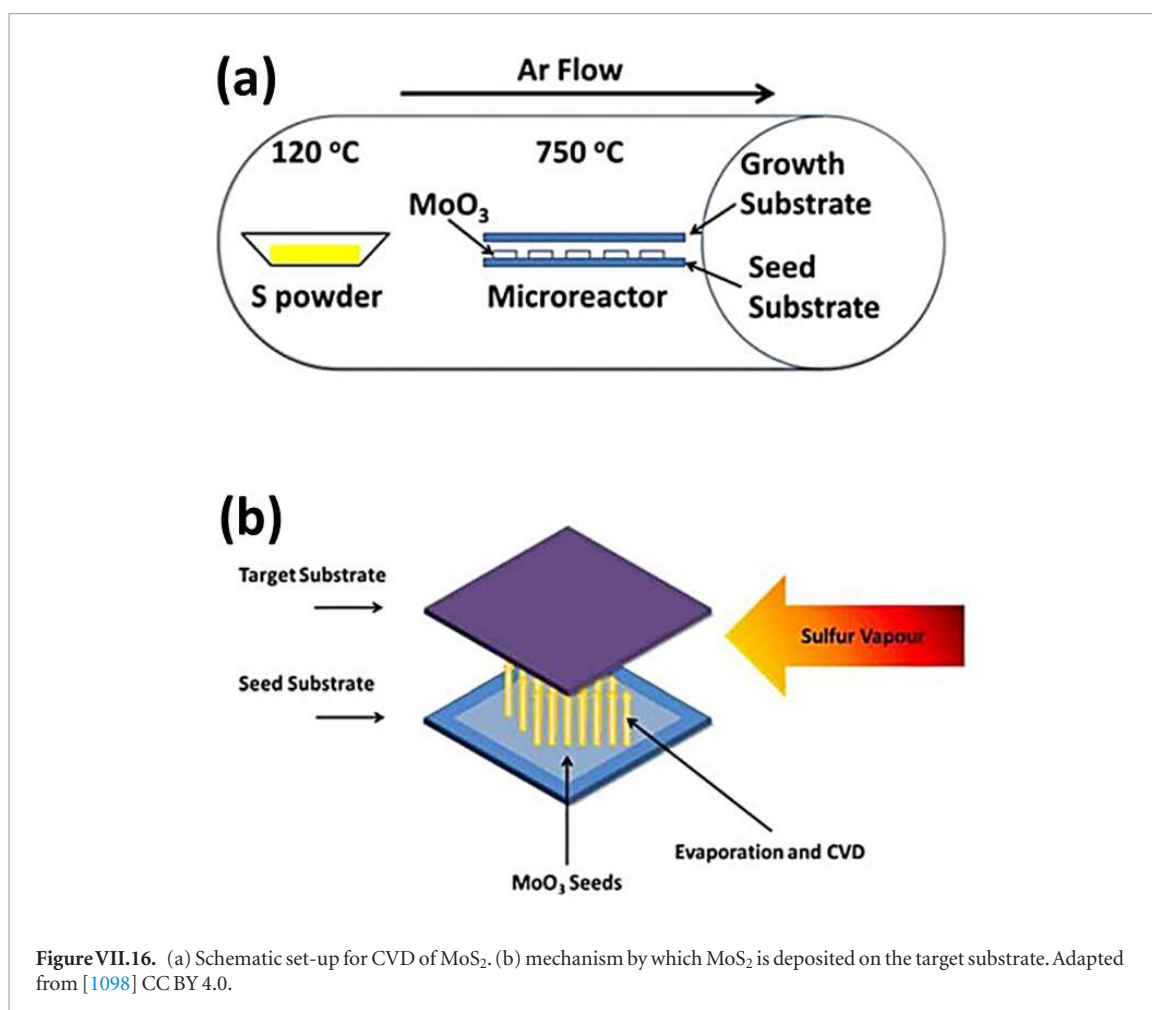 (a)
Ar Flow
120 °C
750 °C
Growth
Substrate
MoO₃
S powder
Microreactor
Seed
Substrate
(b)
Target Substrate
Sulfur Vapour
Seed Substrate
Evaporation and CVD
MoO₃ Seeds
Figure VII.16. (a) Schematic set-up for CVD of MoS₂. (b) mechanism by which MoS₂ is deposited on the target substrate. Adapted
from [1098] CC BY 4.0.